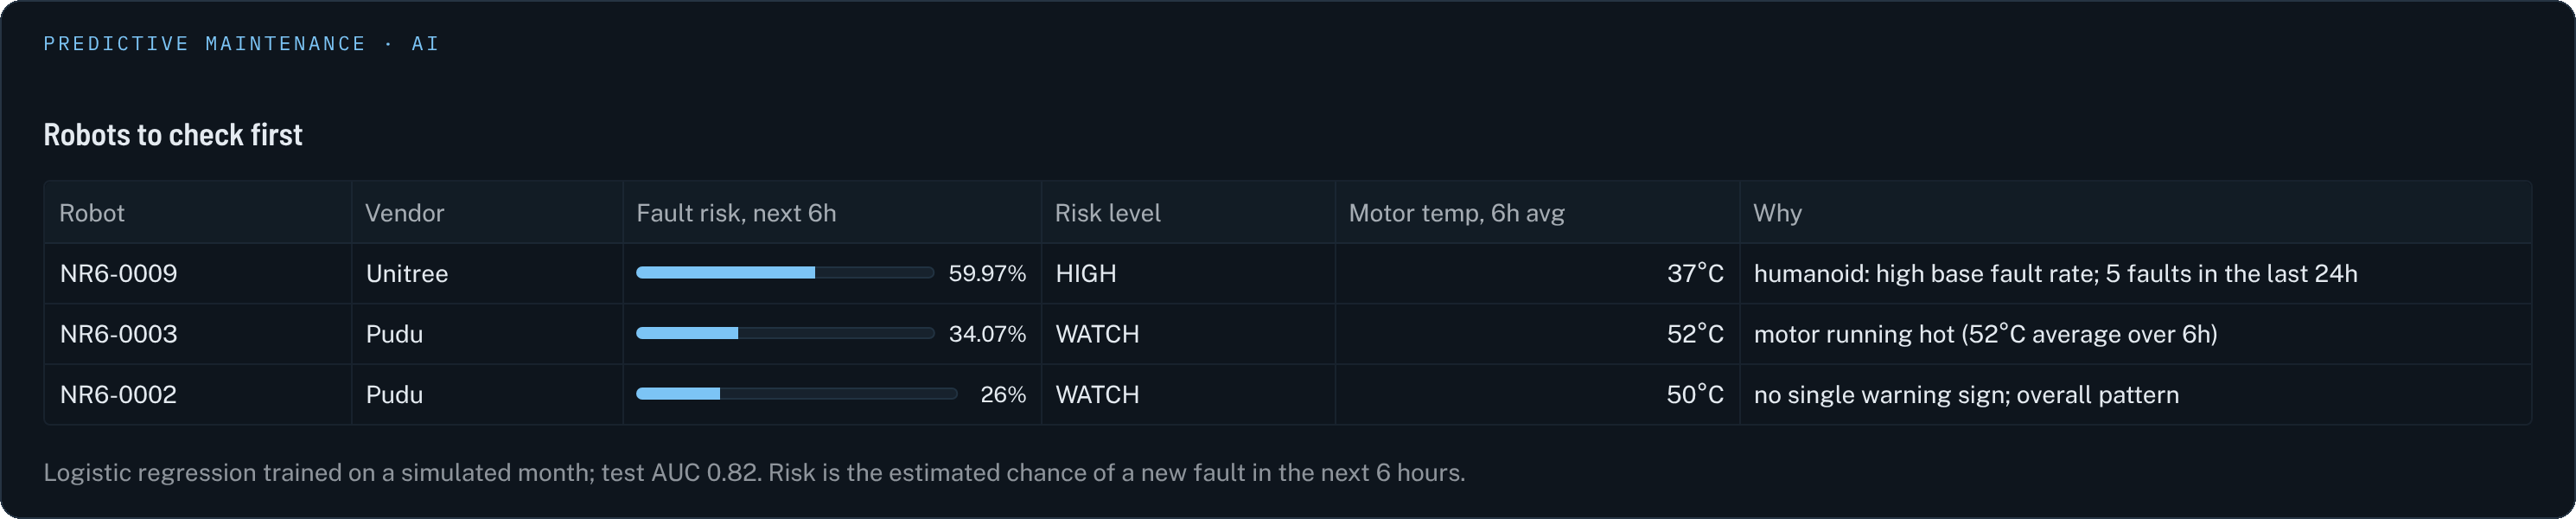 PREDICTIVE MAINTENANCE · AI
Robots to check first
Robot Vendor Fault risk, next 6h Risk level Motor temp, 6h avg Why
NR6-0009 Unitree 59.97% HIGH 37°C humanoid: high base fault rate; 5 faults in the last 24h
NR6-0003 Pudu 34.07% WATCH 52°C motor running hot (52°C average over 6h)
NR6-0002 Pudu 26% WATCH 50°C no single warning sign; overall pattern
Logistic regression trained on a simulated month; test AUC 0.82. Risk is the estimated chance of a new fault in the next 6 hours.